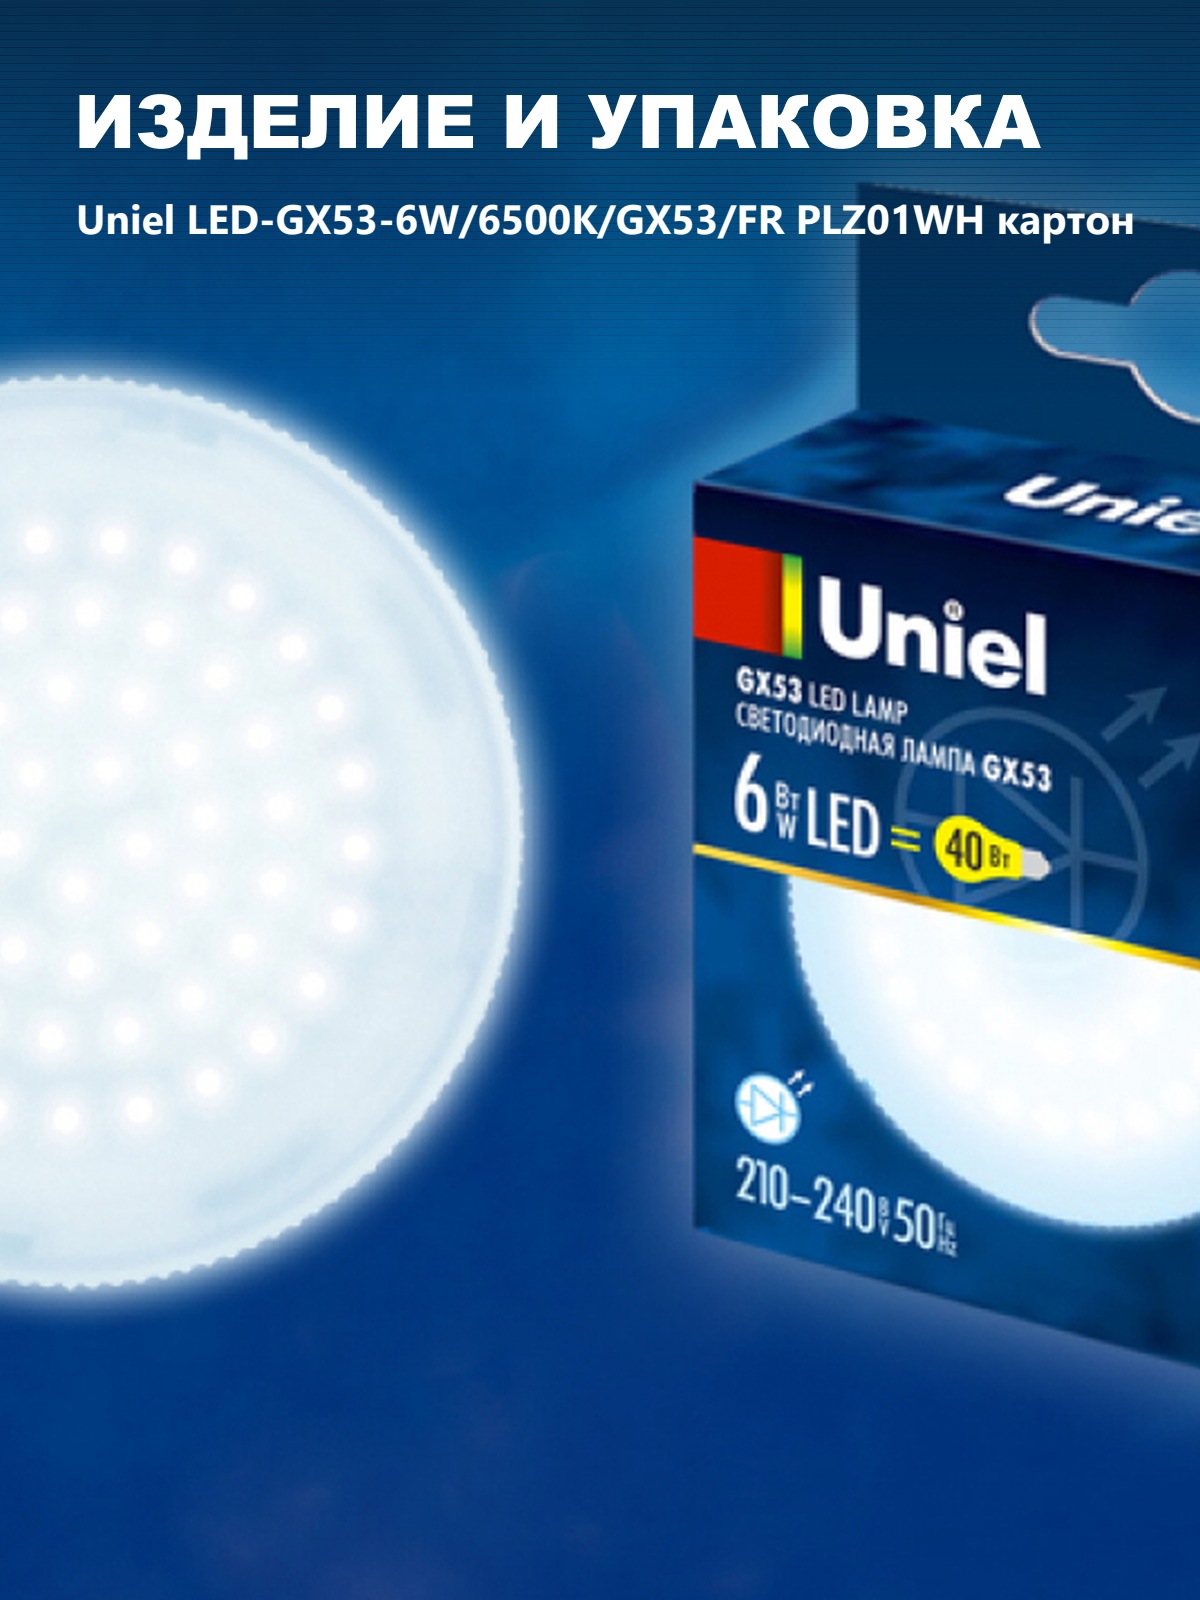 ИЗДЕЛИЕ И УПАКОВКА
Uniel LED-GX53-6W/6500K/GX53/FR PLZ01WH картон
Unie
Uniel
GX53 LED LAMP
СВЕТОДИОДНАЯ ЛАМПА GX53
6 Вт W LED = 40 Вт
210–240 В V 50 Гц Hz